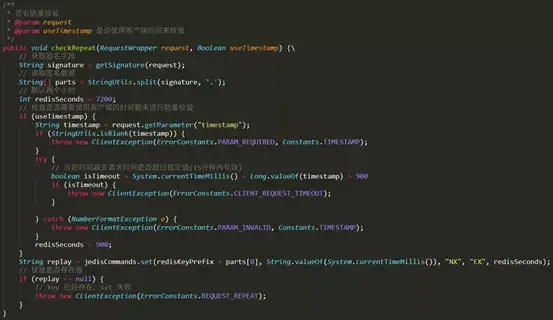 /**
* 签名防重校验
* @param request
* @param useTimestamp 是否使用客户端时间来校验
*/
public void checkRepeat(RequestWrapper request, Boolean useTimestamp) {\
// 获取签名字段
String signature = getSignature(request);
// 读取签名数据
String[] parts = StringUtils.split(signature, '.');
// 默认两个小时
int redisSeconds = 7200;
// 检查是否需要使用客户端的时间戳来进行防重校验
if (useTimestamp) {
String timestamp = request.getParameter("timestamp");
if (StringUtils.isBlank(timestamp)) {
throw new ClientException(ErrorConstants.PARAM_REQUIRED, Constants.TIMESTAMP);
}
try {
// 当前时间减去请求时间是否超过指定值(15分钟内有效)
boolean isTimeout = System.currentTimeMillis() - Long.valueOf(timestamp) > 900
if (isTimeout) {
throw new ClientException(ErrorConstants.CLIENT_REQUEST_TIMEOUT);
}
} catch (NumberFormatException e) {
throw new ClientException(ErrorConstants.PARAM_INVALID, Constants.TIMESTAMP);
}
redisSeconds = 900;
}
String replay = jedisCommands.set(redisKeyPrefix + parts[0], String.valueOf(System.currentTimeMillis()), "NX", "EX", redisSeconds);
// 校验是否存在值
if (replay == null) {
// key 已经存在, set 失败
throw new ClientException(ErrorConstants.REQUEST_REPEAT);
}
}